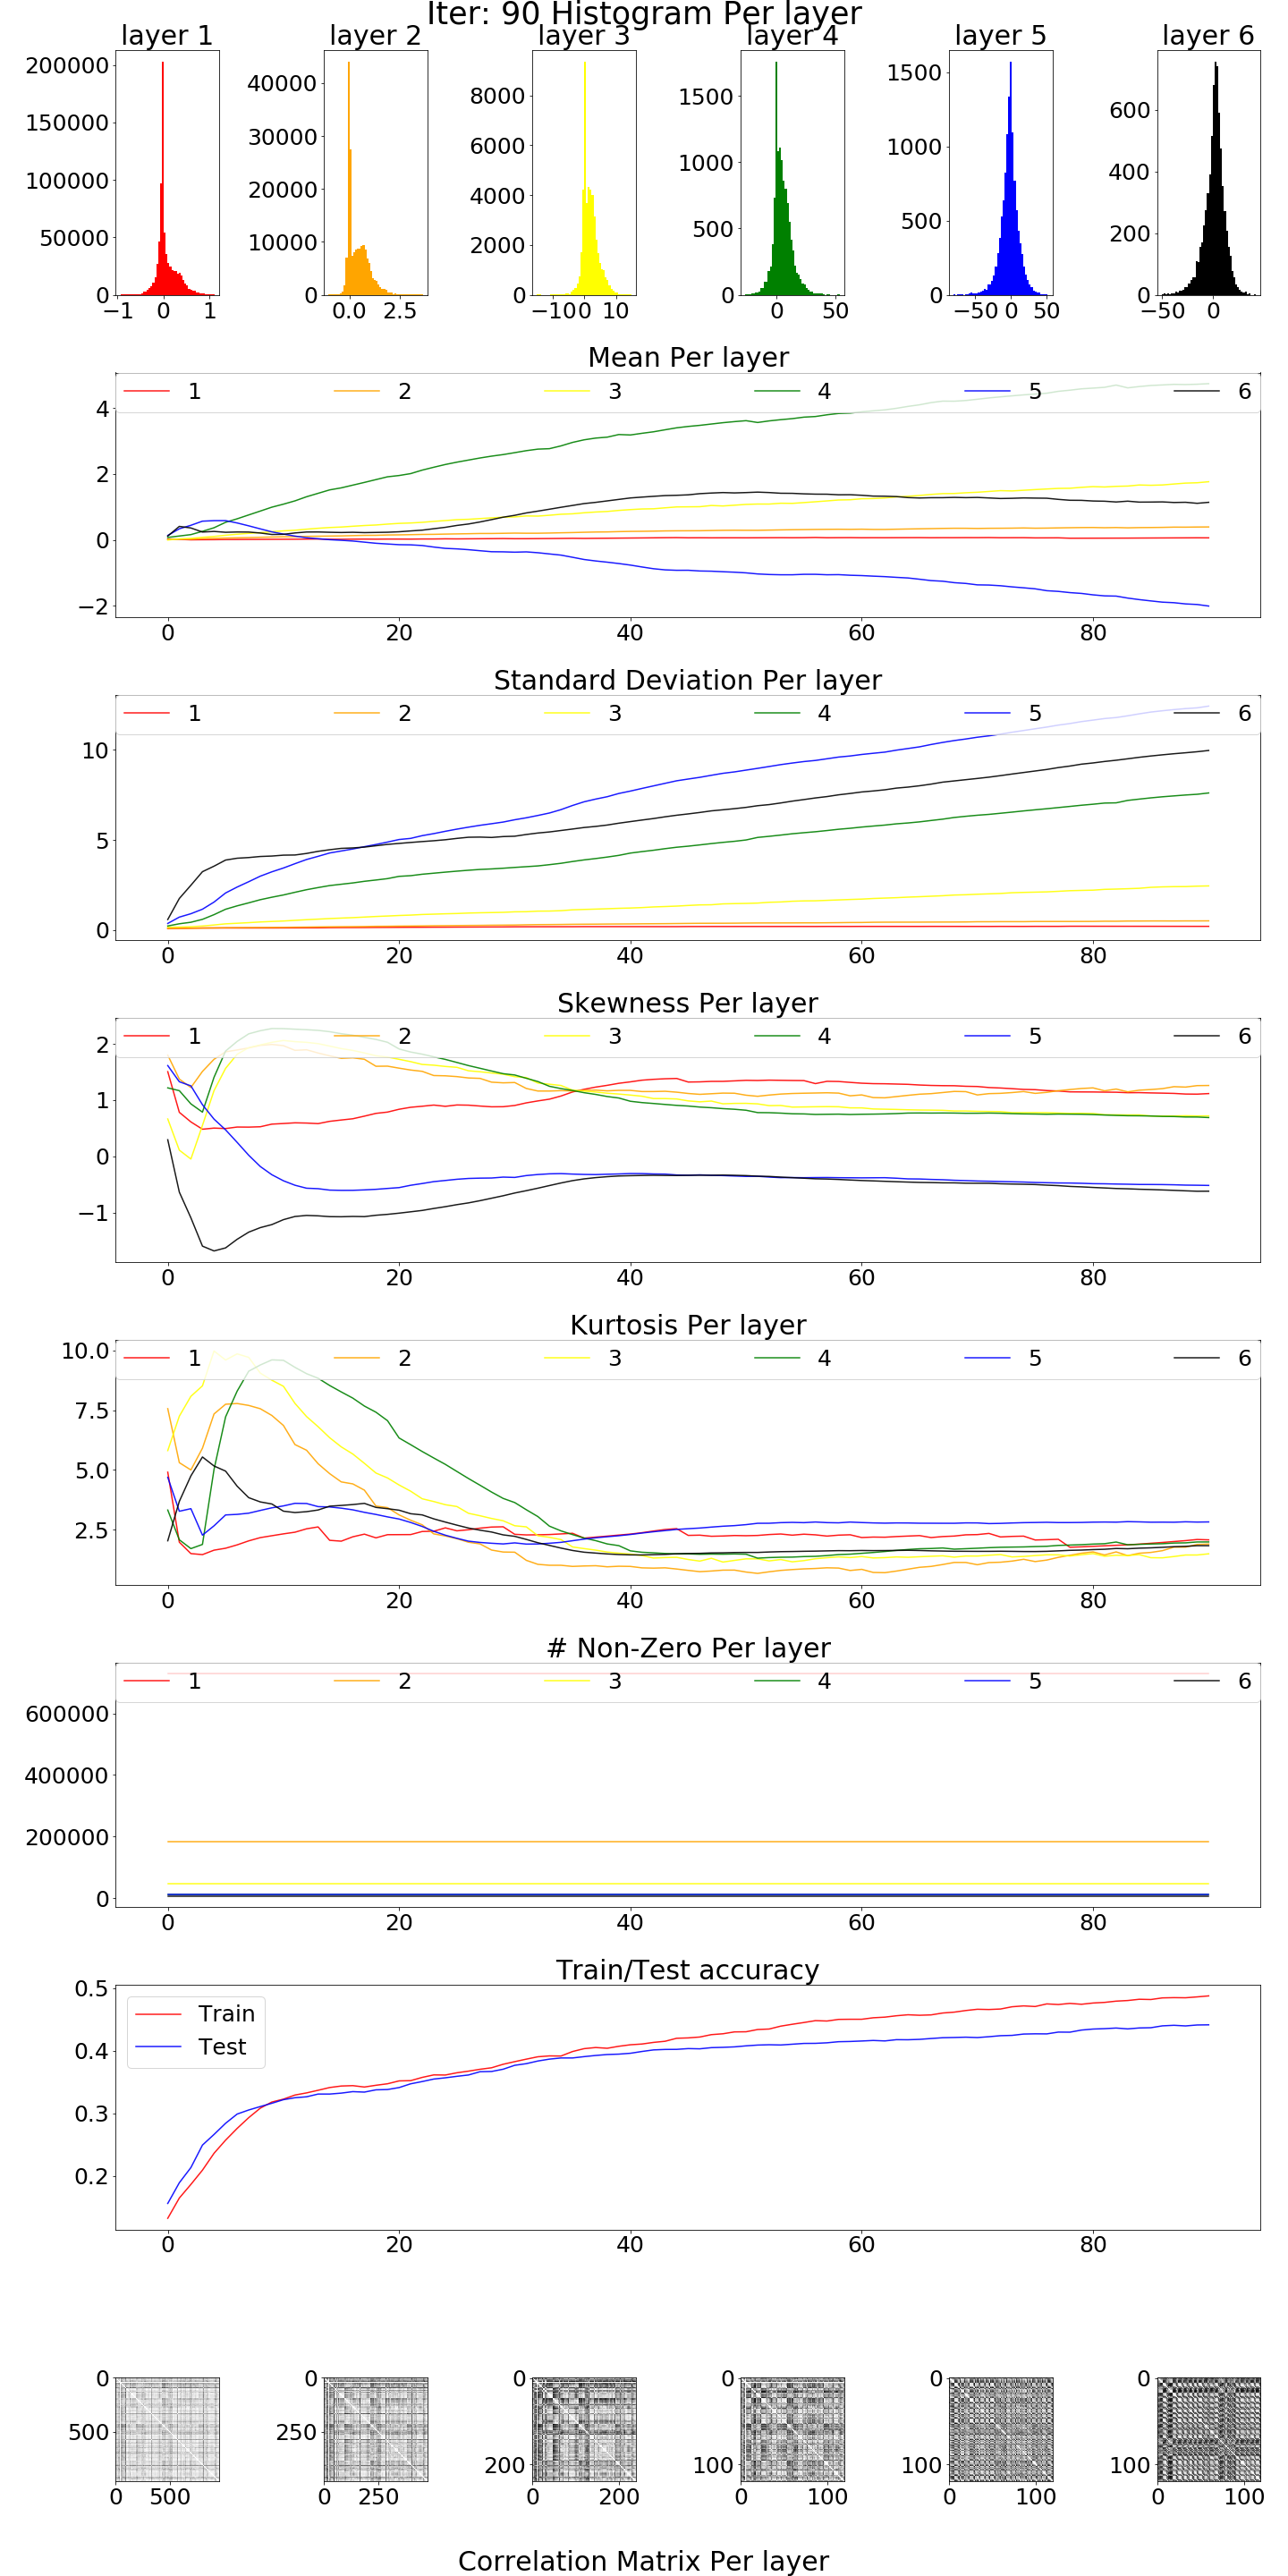 Iter: 90 Histogram Per layer
layer 1 layer 2 layer 3 layer 4 layer 5 layer 6
200000 150000 100000 50000 0
−1 0 1
40000 30000 20000 10000 0
0.0 2.5
8000 6000 4000 2000 0
−10 0 10
1500 1000 500 0
0 50
1500 1000 500 0
−50 0 50
600 400 200 0
−50 0
Mean Per layer
1 2 3 4 5 6
4
2
0
−2
0 20 40 60 80
Standard Deviation Per layer
1 2 3 4 5 6
10
5
0
0 20 40 60 80
Skewness Per layer
1 2 3 4 5 6
2
1
0
−1
0 20 40 60 80
Kurtosis Per layer
1 2 3 4 5 6
10.0
7.5
5.0
2.5
0 20 40 60 80
# Non-Zero Per layer
1 2 3 4 5 6
600000
400000
200000
0
0 20 40 60 80
Train/Test accuracy
Train
Test
0.5
0.4
0.3
0.2
0 20 40 60 80
0 500
0 500
0 250
0 250
0 200
0 200
0 100
0 100
0 100
0 100
0 100
0 100
Correlation Matrix Per layer